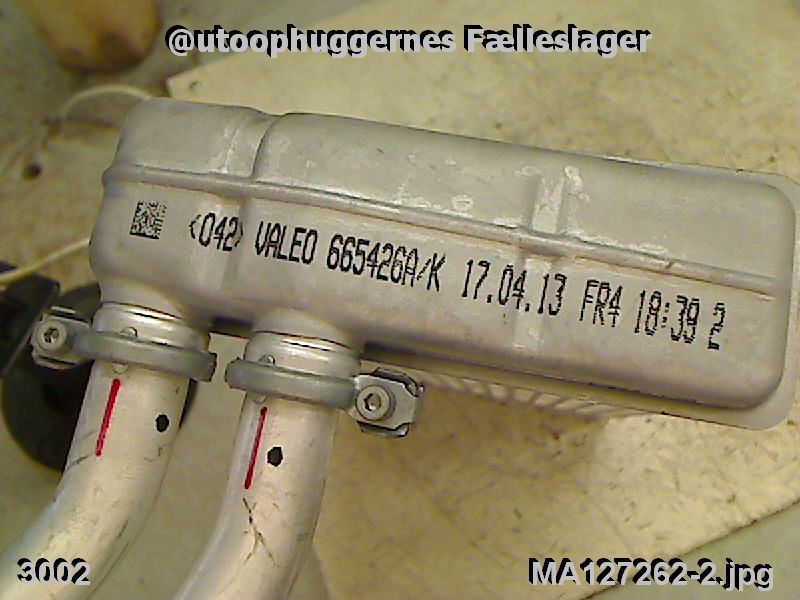 @utoophuggernes Fælleslager
<042> VALEO 665426A/K 17.04.13 FR4 18:39 2
3002
MA127262-2.jpg